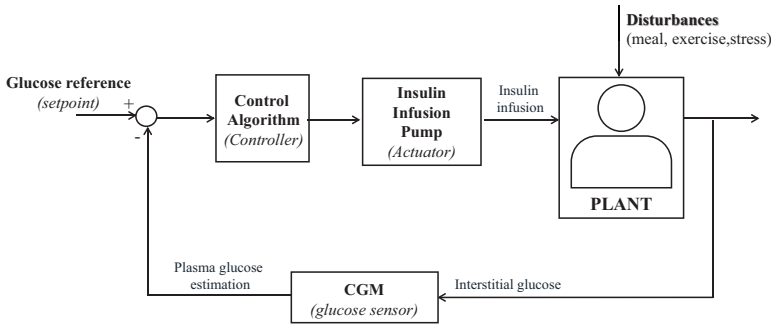 Disturbances
(meal, exercise,stress)
Glucose reference
(setpoint)
+
-
Control
Algorithm
(Controller)
Insulin
Infusion
Pump
(Actuator)
Insulin
infusion
PLANT
Plasma glucose
estimation
CGM
(glucose sensor)
Interstitial glucose